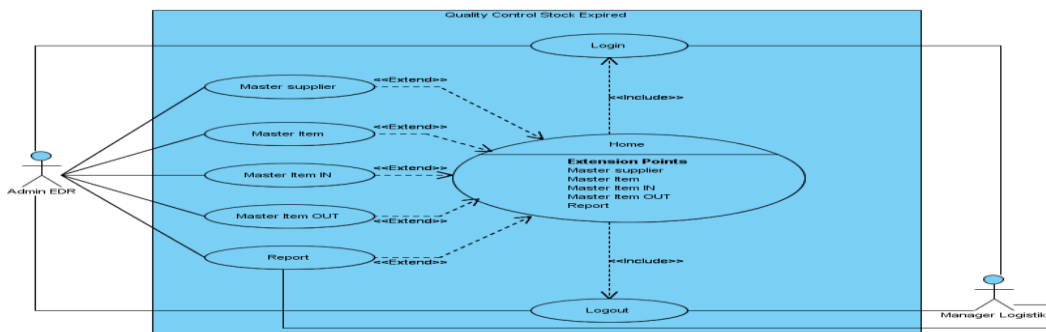 Quality Control Stock Expired
Login
<<Extend>>
Master supplier
<<Include>>
<<Extend>>
Master Item
Home
Extension Points
Master supplier
Master Item
Master Item IN
Master Item OUT
Report
<<Extend>>
Master Item IN
Admin EDR
Master Item OUT
<<Extend>>
Report
<<Extend>>
<<Include>>
Logout
Manager Logistik